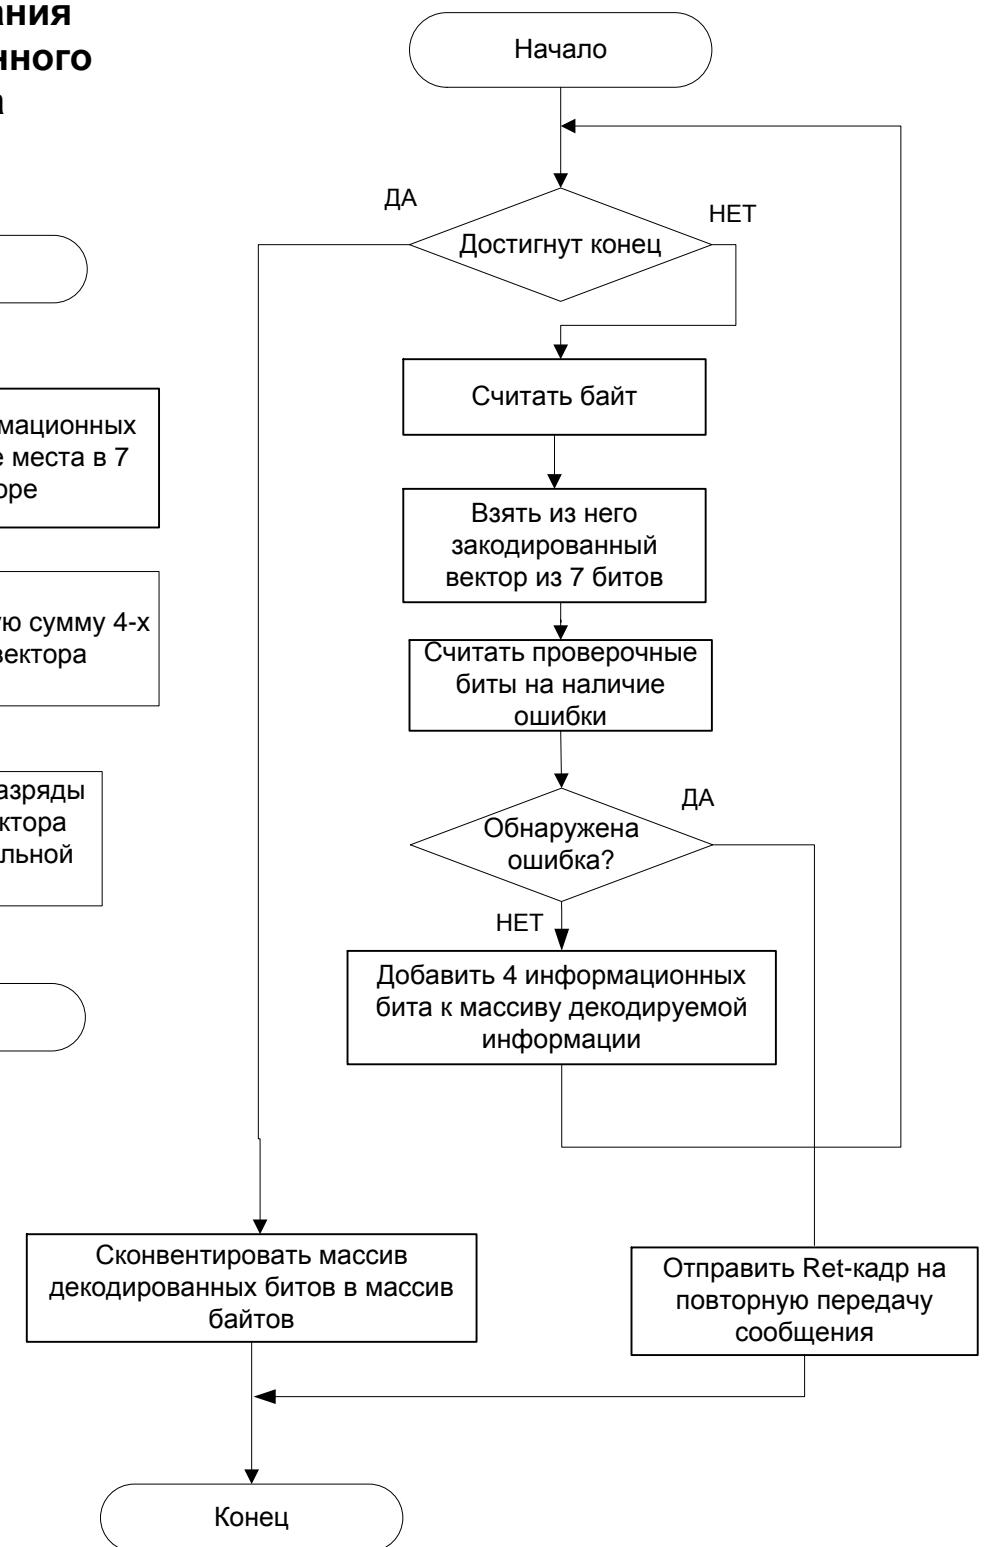 ания
нного
а
мационных
е места в 7
оре
ую сумму 4-х
вектора
азряды
ктора
льной
Начало
ДА
НЕТ
Достигнут конец
Считать байт
Взять из него
закодированный
вектор из 7 битов
Считать проверочные
биты на наличие
ошибки
ДА
Обнаружена
ошибка?
НЕТ
Добавить 4 информационных
бита к массиву декодируемой
информации
Сконвентировать массив
декодированных битов в массив
байтов
Отправить Ret-кадр на
повторную передачу
сообщения
Конец